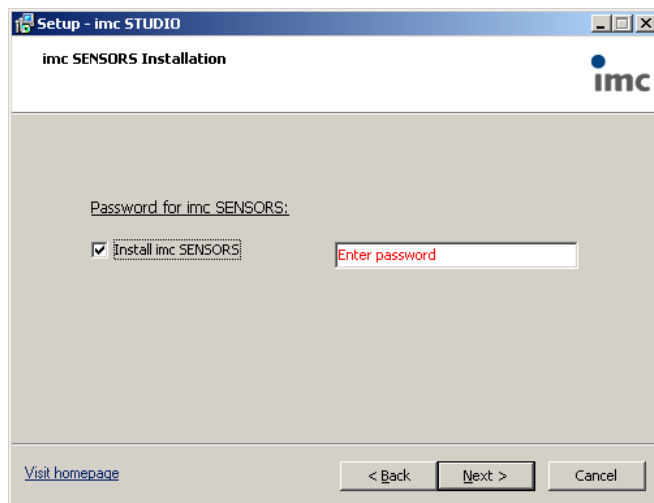 Setup - imc STUDIO
imc SENSORS Installation
imc
Password for imc SENSORS:
Install imc SENSORS
Enter password
Visit homepage
< Back
Next >
Cancel